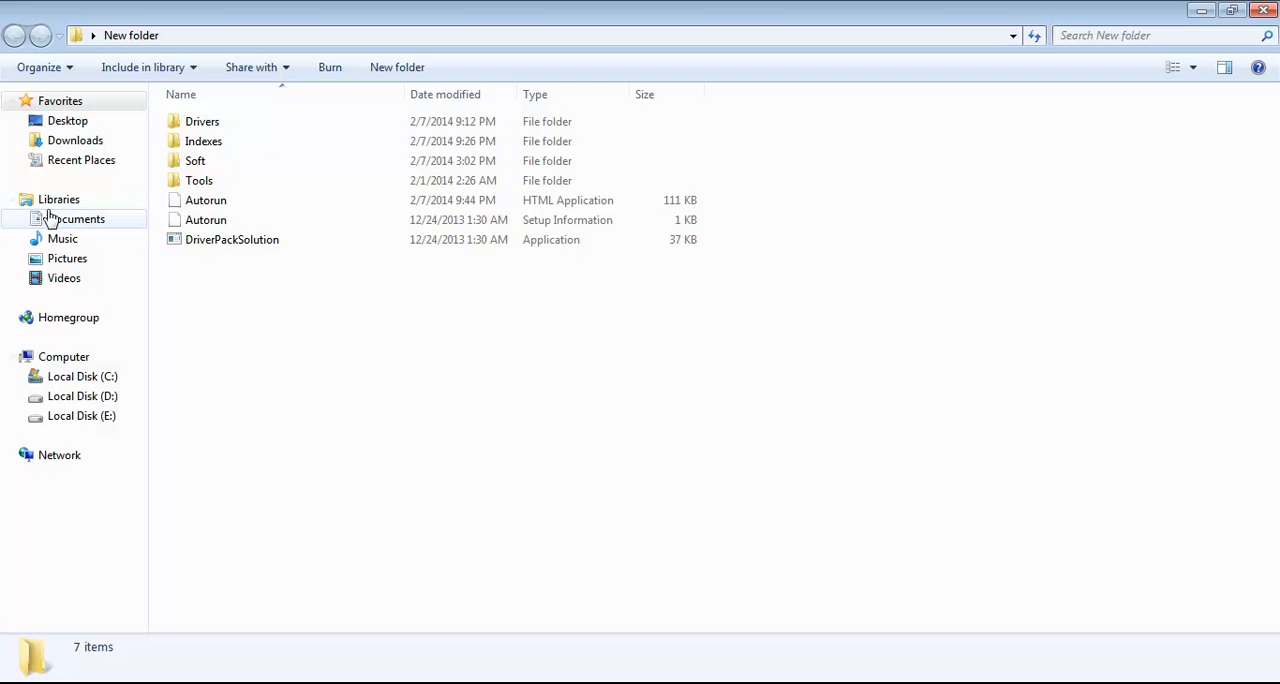 New folder
Search New folder
Organize Include in library Share with Burn New folder
Name Date modified Type Size
Favorites
Desktop
Downloads
Recent Places
Libraries
Documents
Music
Pictures
Videos
Homegroup
Computer
Local Disk (C:)
Local Disk (D:)
Local Disk (E:)
Network
Drivers 2/7/2014 9:12 PM File folder
Indexes 2/7/2014 9:26 PM File folder
Soft 2/7/2014 3:02 PM File folder
Tools 2/1/2014 2:26 AM File folder
Autorun 2/7/2014 9:44 PM HTML Application 111 KB
Autorun 12/24/2013 1:30 AM Setup Information 1 KB
DriverPackSolution 12/24/2013 1:30 AM Application 37 KB
7 items